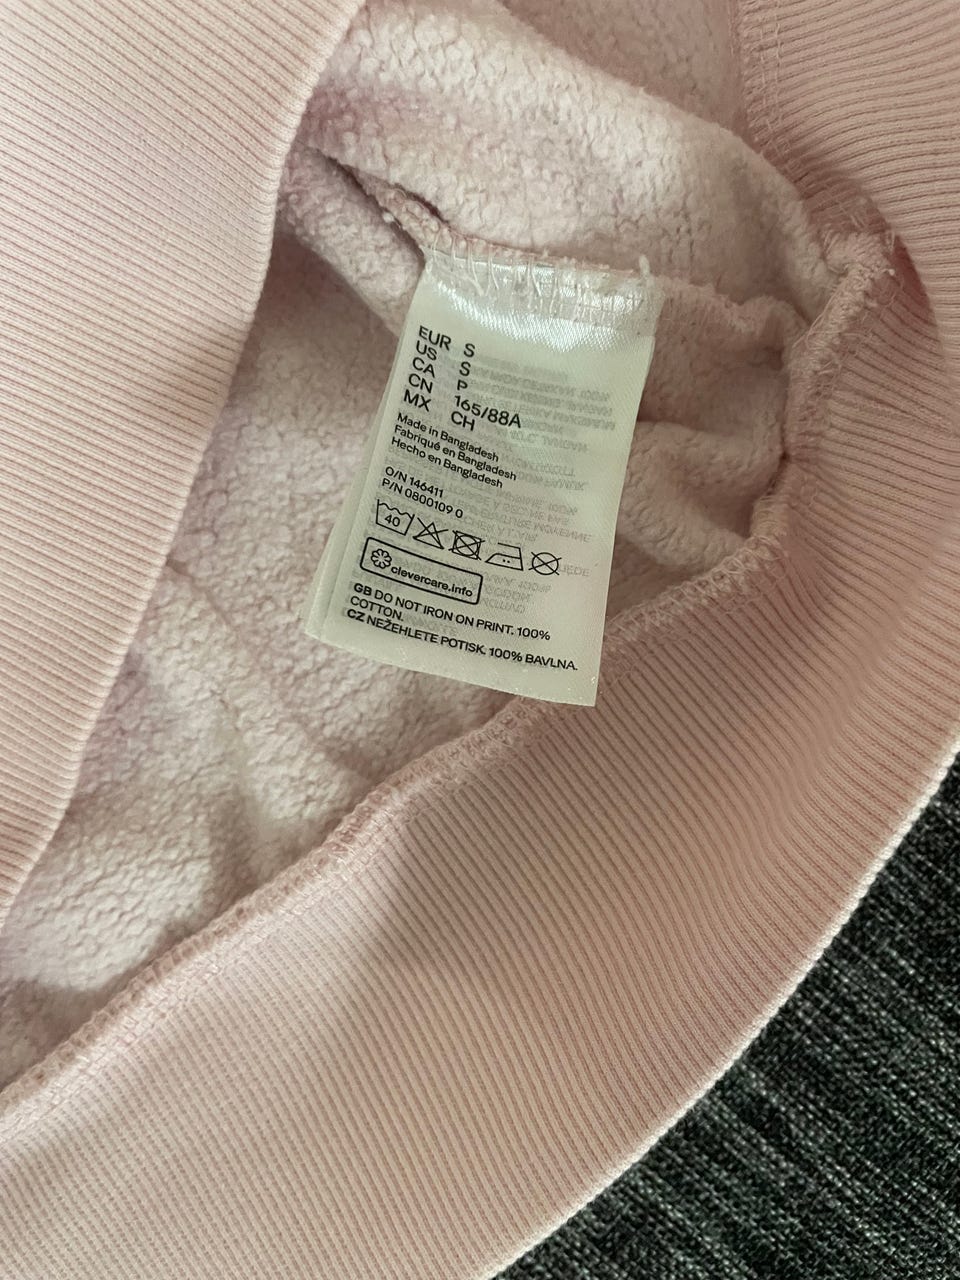 EUR S
US S
CA P
CN 165/88A
MX CH
Made in Bangladesh
Fabriqué en Bangladesh
Hecho en Bangladesh
O/N 146411
P/N 0800109 0
40
clevercare.info
GB DO NOT IRON ON PRINT. 100%
COTTON.
CZ NEŽEHLETE POTISK. 100% BAVLNA.